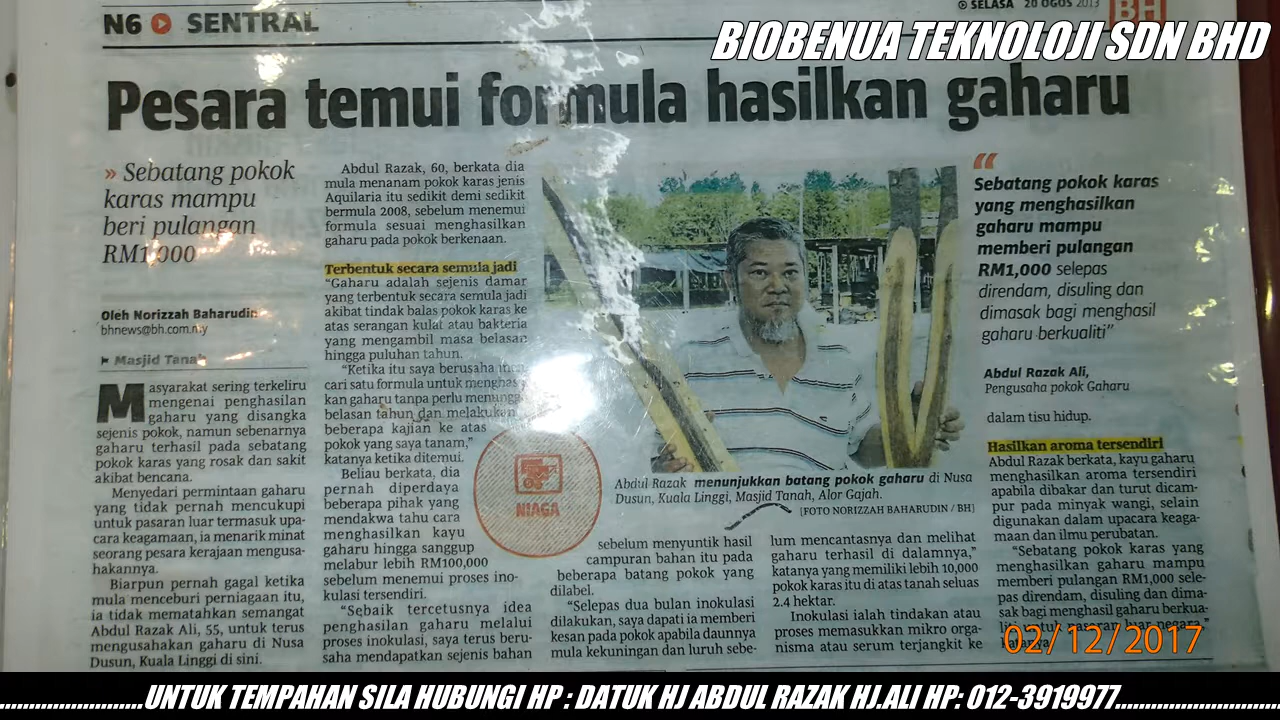 N6 SENTRAL
SELASA 20 OGOS 2013 BH
BIOBENUA TEKNOLOJI SDN BHD
Pesara temui formula hasilkan gaharu
» Sebatang pokok
karas mampu
beri pulangan
RM1,000
Oleh Norizzah Baharudin
bhnews@bh.com.my
Masjid Tanah
Masyarakat sering terkeliru
mengenai penghasilan
gaharu yang disangka
sejenis pokok, namun sebenarnya
gaharu terhasil pada sebatang
pokok karas yang rosak dan sakit
akibat bencana.
Menyedari permintaan gaharu
yang tidak pernah mencukupi
untuk pasaran luar termasuk upa-
cara keagamaan, ia menarik minat
seorang pesara kerajaan mengusa-
hakannya.
Biarpun pernah gagal ketika
mula menceburi perniagaan itu,
ia tidak mematahkan semangat
Abdul Razak Ali, 55, untuk terus
mengusahakan gaharu di Nusa
Dusun, Kuala Linggi di sini.
Abdul Razak, 60, berkata dia
mula menanam pokok karas jenis
Aquilaria itu sedikit demi sedikit
bermula 2008, sebelum menemui
formula sesuai menghasilkan
gaharu pada pokok berkenaan.
Terbentuk secara semula jadi
“Gaharu adalah sejenis damar
yang terbentuk secara semula jadi
akibat tindak balas pokok karas ke
atas serangan kulat atau bakteria
yang mengambil masa belasan
hingga puluhan tahun.
“Ketika itu saya berusaha
cari satu formula untuk menghas
kan gaharu tanpa perlu menunggu
belasan tahun dan melakukan
beberapa kajian ke atas
pokok yang saya tanam,”
katanya ketika ditemui.
Beliau berkata, dia
pernah diperdaya
beberapa pihak yang
mendakwa tahu cara
menghasilkan kayu
gaharu hingga sanggup
melabur lebih RM100,000
sebelum menemui proses ino-
kulasi tersendiri.
“Sebaik tercetusnya idea
penghasilan gaharu melalui
proses inokulasi, saya terus beru-
saha mendapatkan sejenis bahan
NIAGA
Abdul Razak menunjukkan batang pokok gaharu di Nusa
Dusun, Kuala Linggi, Masjid Tanah, Alor Gajah.
[FOTO NORIZZAH BAHARUDIN / BH]
sebelum menyuntik hasil
campuran bahan itu pada
beberapa batang pokok yang
dilabel.
“Selepas dua bulan inokulasi
dilakukan, saya dapati ia memberi
kesan pada pokok apabila daunnya
mula kekuningan dan luruh sebe-
lum mencantasnya dan melihat
gaharu terhasil di dalamnya,”
katanya yang memiliki lebih 10,000
pokok karas itu di atas tanah seluas
2.4 hektar.
Inokulasi ialah tindakan atau
proses memasukkan mikro orga-
nisma atau serum terjangkit ke
“
Sebatang pokok karas
yang menghasilkan
gaharu mampu
memberi pulangan
RM1,000 selepas
direndam, disuling dan
dimasak bagi menghasil
gaharu berkualiti”
Abdul Razak Ali,
Pengusaha pokok Gaharu
dalam tisu hidup.
Hasilkan aroma tersendiri
Abdul Razak berkata, kayu gaharu
menghasilkan aroma tersendiri
apabila dibakar dan turut dicam-
pur pada minyak wangi, selain
digunakan dalam upacara keaga-
maan dan ilmu perubatan.
“Sebatang pokok karas yang
menghasilkan gaharu mampu
memberi pulangan RM1,000 sele-
pas direndam, disuling dan dima-
sak bagi menghasil gaharu berkua-
liti untuk pasaran luar negara,”
02/12/2017
.........................UNTUK TEMPAHAN SILA HUBUNGI HP : DATUK HJ ABDUL RAZAK HJ.ALI HP: 012-3919977.............................